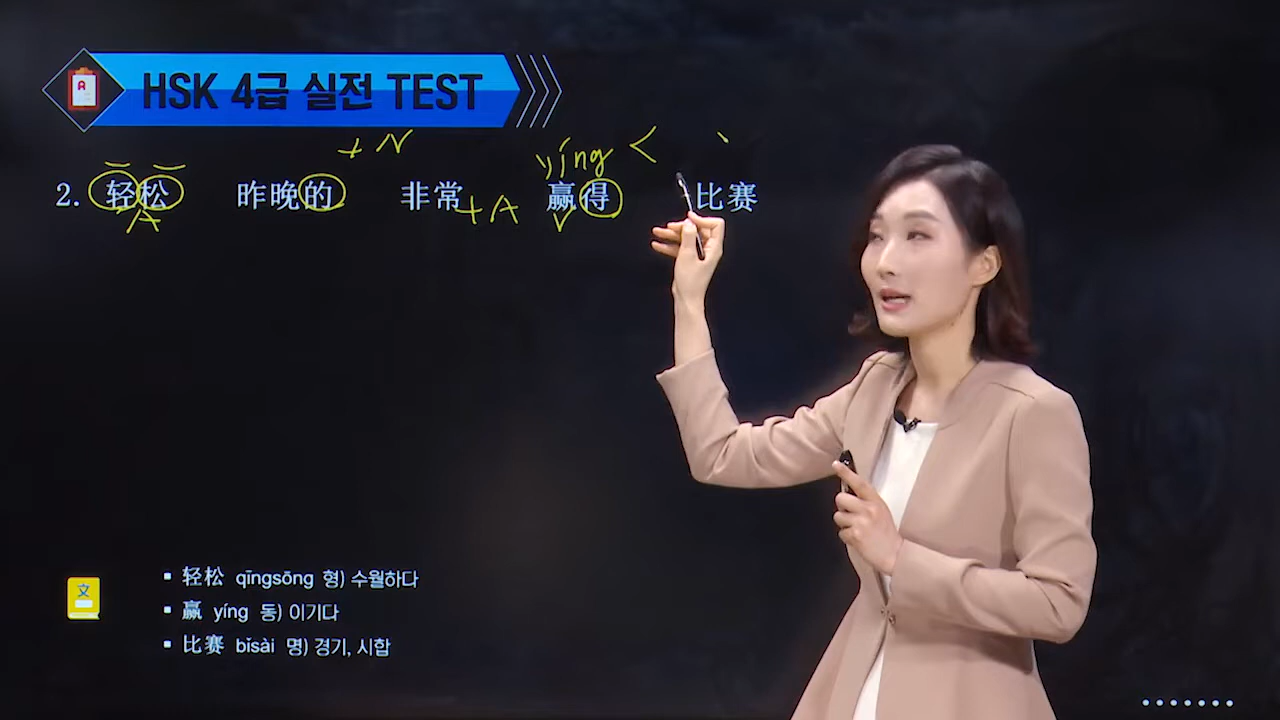 HSK 4급 실전 TEST
+ N
yíng <
2. 轻松 昨晚的 非常 赢得 比赛
A +A V
文
轻松 qīngsōng 형) 수월하다
赢 yíng 동) 이기다
比赛 bǐsài 명) 경기, 시합